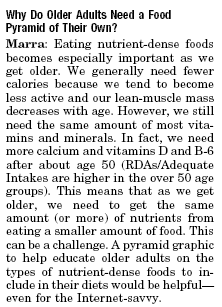 Why Do Older Adults Need a Food
Pyramid of Their Own?
Marra: Eating nutrient-dense foods
becomes especially important as we
get older. We generally need fewer
calories because we tend to become
less active and our lean-muscle mass
decreases with age. However, we still
need the same amount of most vita-
mins and minerals. In fact, we need
more calcium and vitamins D and B-6
after about age 50 (RDAs/Adequate
Intakes are higher in the over 50 age
groups). This means that as we get
older, we need to get the same
amount (or more) of nutrients from
eating a smaller amount of food. This
can be a challenge. A pyramid graphic
to help educate older adults on the
types of nutrient-dense foods to in-
clude in their diets would be helpful—
even for the Internet-savvy.